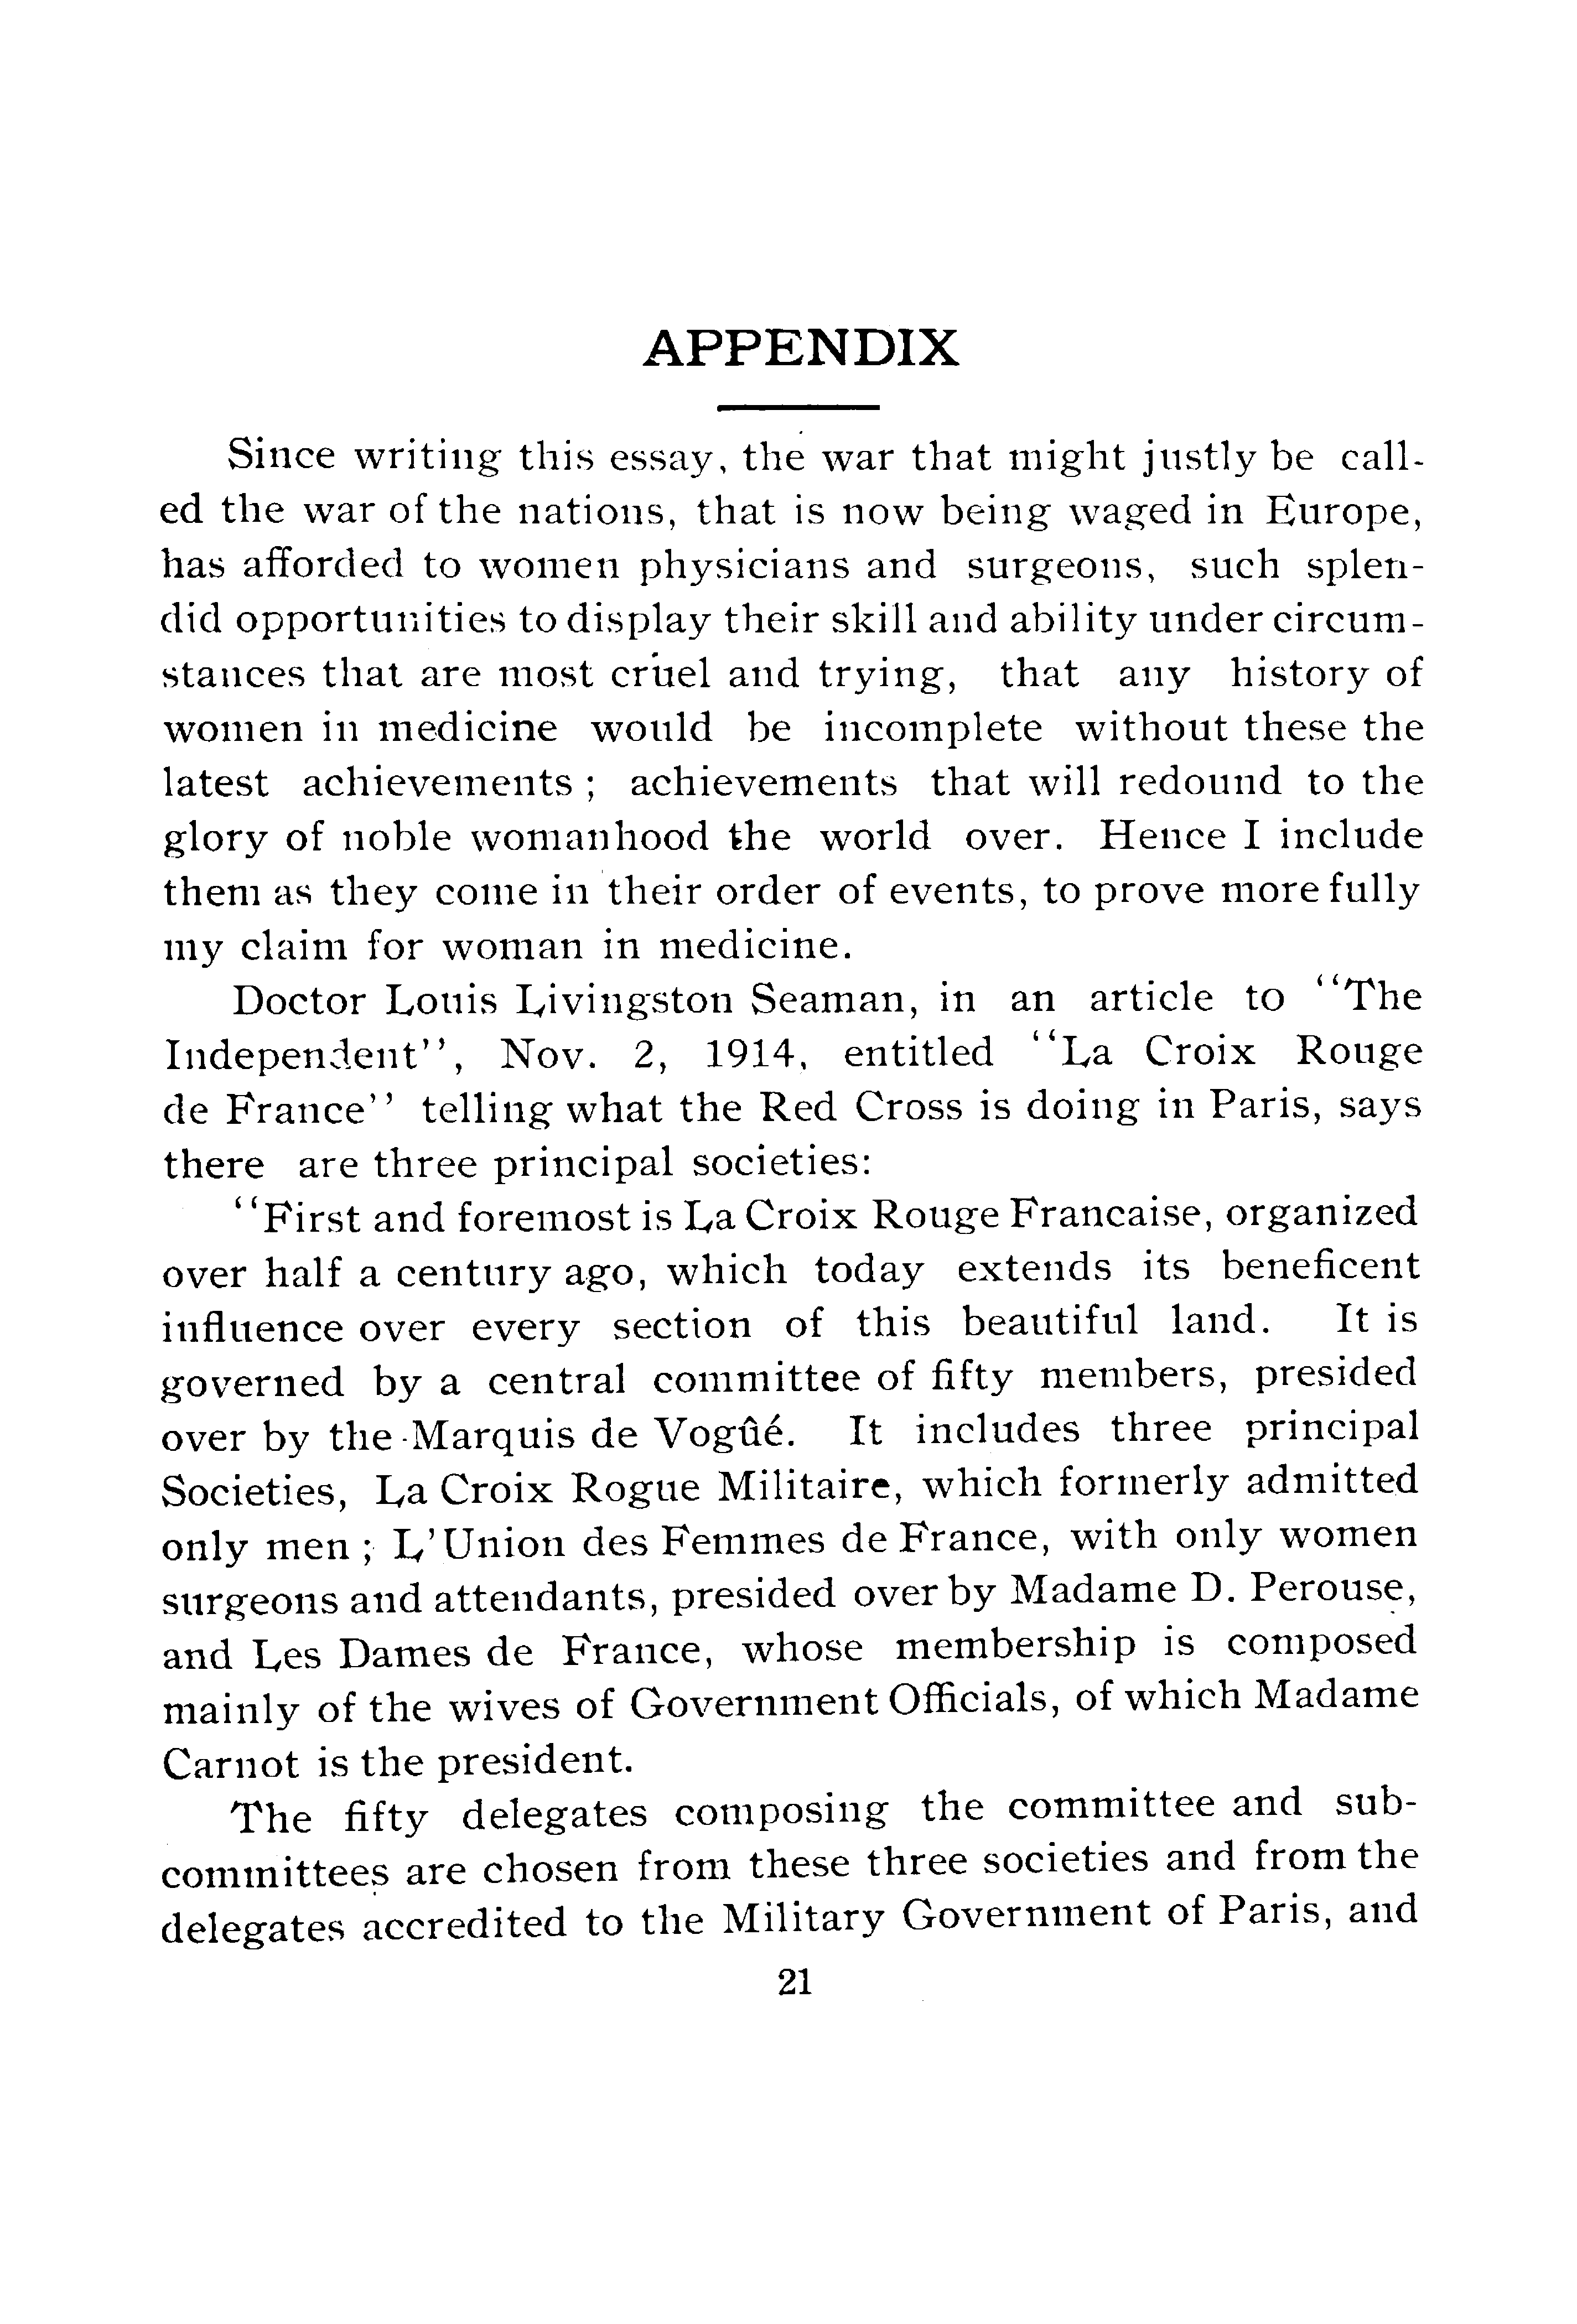 APPENDIX
Since writing this essay, the war that might justly be call-
ed the war of the nations, that is now being waged in Europe,
has afforded to women physicians and surgeons, such splen-
did opportunities to display their skill and ability under circum-
stances that are most cruel and trying, that any history of
women in medicine would be incomplete without these the
latest achievements ; achievements that will redound to the
glory of noble womanhood the world over. Hence I include
them as they come in their order of events, to prove more fully
my claim for woman in medicine.
Doctor Louis Livingston Seaman, in an article to ‘‘The
Independent’’, Nov. 2, 1914, entitled ‘‘La Croix Rouge
de France’’ telling what the Red Cross is doing in Paris, says
there are three principal societies:
‘‘First and foremost is La Croix Rouge Francaise, organized
over half a century ago, which today extends its beneficent
influence over every section of this beautiful land. It is
governed by a central committee of fifty members, presided
over by the Marquis de Vogûé. It includes three principal
Societies, La Croix Rogue Militaire, which formerly admitted
only men ; L’Union des Femmes de France, with only women
surgeons and attendants, presided over by Madame D. Perouse,
and Les Dames de France, whose membership is composed
mainly of the wives of Government Officials, of which Madame
Carnot is the president.
The fifty delegates composing the committee and sub-
committees are chosen from these three societies and from the
delegates accredited to the Military Government of Paris, and
21